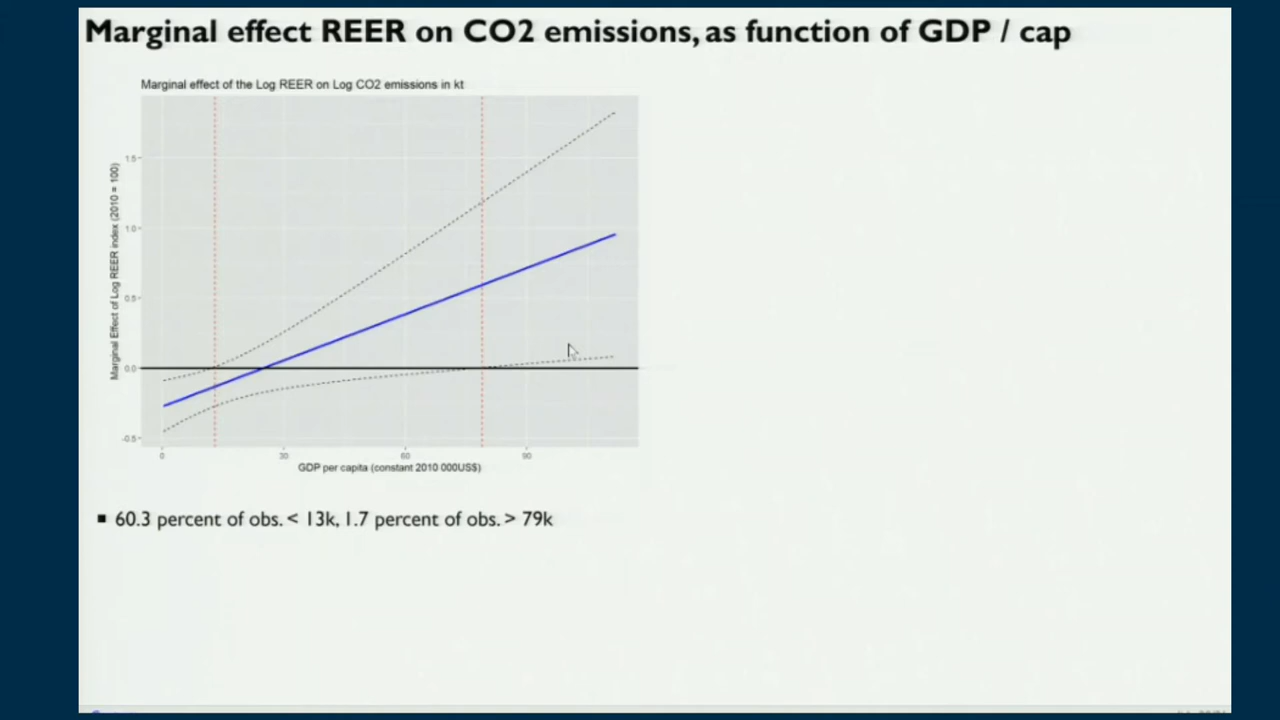 Marginal effect REER on CO2 emissions, as function of GDP / cap
Marginal effect of the Log REER on Log CO2 emissions in kt
Marginal Effect of Log REER index (2010 = 100)
1.5
1.0
0.5
0.0
-0.5
0 30 60 90
GDP per capita (constant 2010 000US$)
60.3 percent of obs. < 13k, 1.7 percent of obs. > 79k